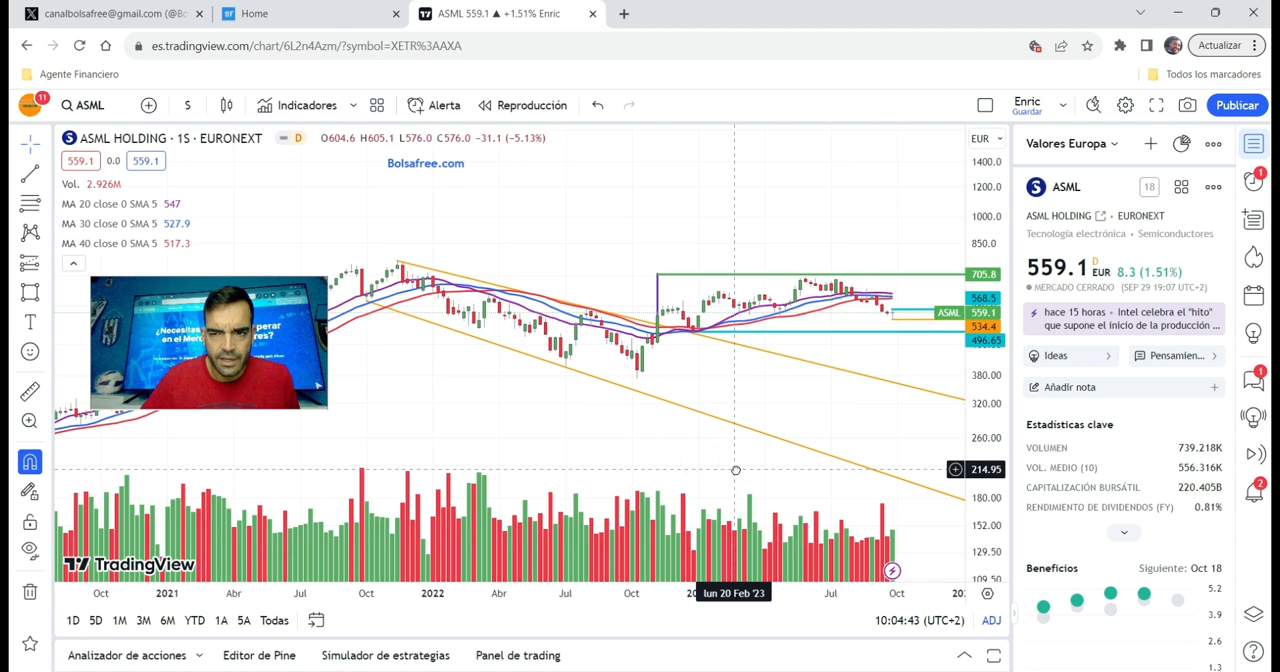 canalbolsafree@gmail.com (@Bo
Home
ASML 559.1 ▲ +1.51% Enric
es.tradingview.com/chart/6L2n4Azm/?symbol=XETR%3AAXA
Actualizar
Agente Financiero
Todos los marcadores
11
ASML
S
Indicadores
Alerta
Reproducción
Enric
Guardar
Publicar
ASML HOLDING · 1S · EURONEXT
D
O604.6 H605.1 L576.0 C576.0 -31.1 (-5.13%)
EUR
Bolsafree.com
559.1 0.0 559.1
Vol. 2.926M
MA 20 close 0 SMA 5 547
MA 30 close 0 SMA 5 527.9
MA 40 close 0 SMA 5 517.3
1400.0
1200.0
1000.0
850.0
705.8
568.5
ASML 559.1
534.4
496.65
380.00
320.00
260.00
214.95
180.00
152.00
129.50
109.50
TradingView
Oct 2021 Abr Jul Oct 2022 Abr Jul Oct lun 20 Feb '23 Jul Oct
1D 5D 1M 3M 6M YTD 1A 5A Todas
10:04:43 (UTC+2)
ADJ
Analizador de acciones
Editor de Pine
Simulador de estrategias
Panel de trading
Valores Europa
ASML
18
ASML HOLDING · EURONEXT
Tecnología electrónica · Semiconductores
559.1 D EUR 8.3 (1.51%)
MERCADO CERRADO (SEP 29 19:07 UTC+2)
hace 15 horas · Intel celebra el "hito"
que supone el inicio de la producción ...
Ideas
Pensamien...
Añadir nota
Estadísticas clave
VOLUMEN 739.218K
VOL. MEDIO (10) 556.316K
CAPITALIZACIÓN BURSÁTIL 220.405B
RENDIMIENTO DE DIVIDENDOS (FY) 0.81%
Beneficios Siguiente: Oct 18
5.2
3.9
2.6
1.3
1
1
2